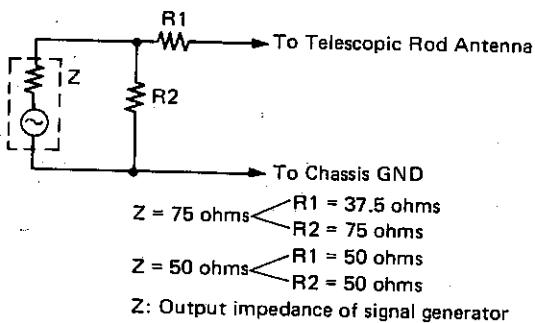 R1
To Telescopic Rod Antenna
Z
R2
To Chassis GND
Z = 75 ohms
R1 = 37.5 ohms
R2 = 75 ohms
Z = 50 ohms
R1 = 50 ohms
R2 = 50 ohms
Z: Output impedance of signal generator